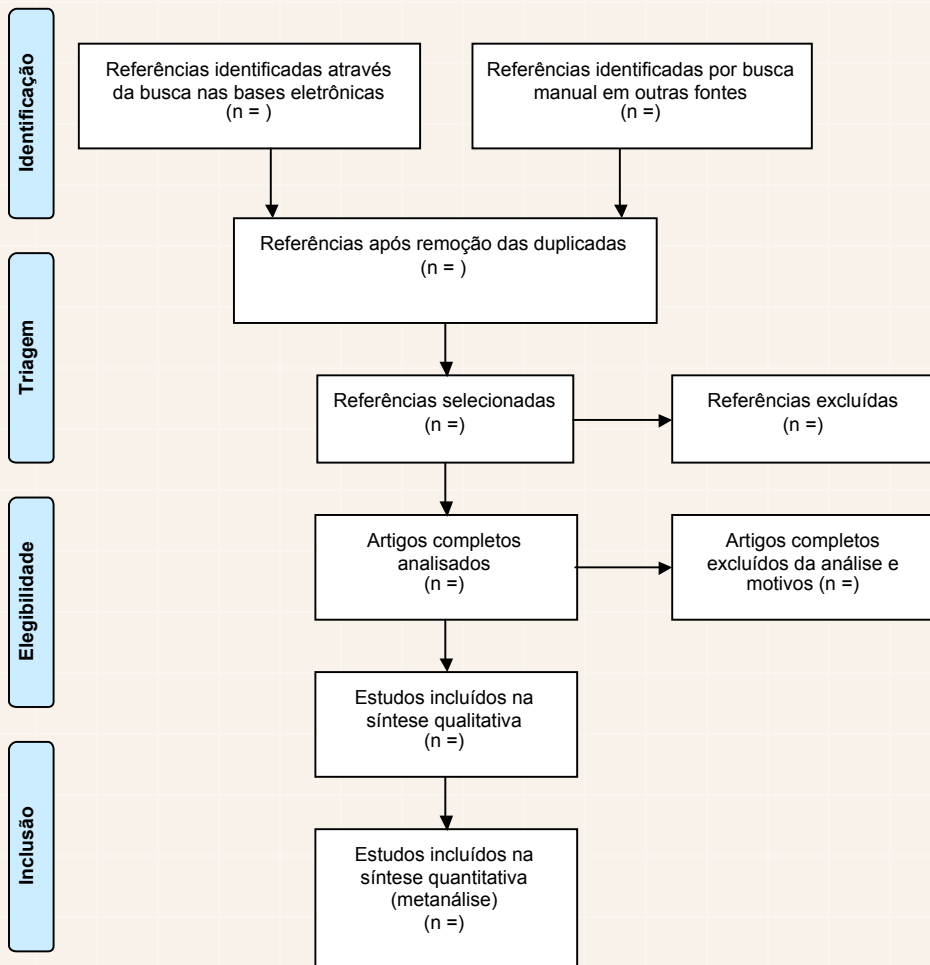 Identificação
Referências identificadas através
da busca nas bases eletrônicas
(n = )
Referências identificadas por busca
manual em outras fontes
(n =)
Referências após remoção das duplicadas
(n = )
Triagem
Referências selecionadas
(n =)
Referências excluídas
(n =)
Elegibilidade
Artigos completos
analisados
(n =)
Artigos completos
excluídos da análise e
motivos (n =)
Estudos incluídos na
síntese qualitativa
(n =)
Inclusão
Estudos incluídos na
síntese quantitativa
(metanálise)
(n =)